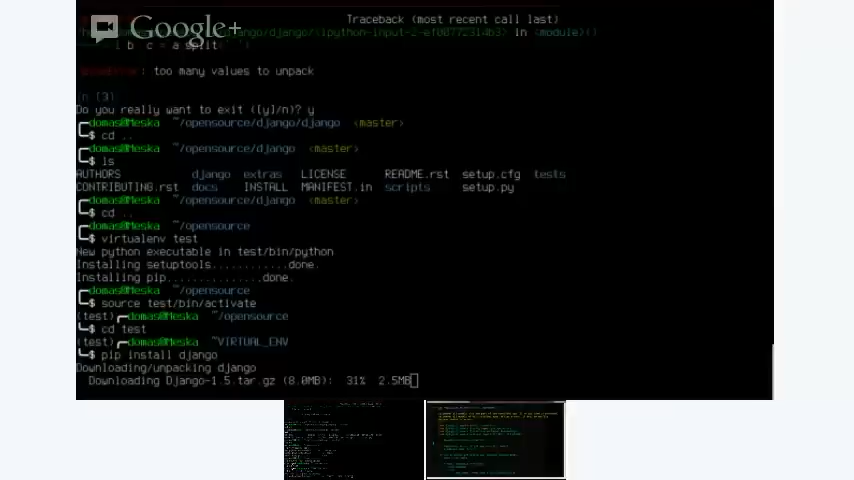 Google+
Traceback (most recent call last)
in <module>()
b c = a split
: too many values to unpack
In [3]
Do you really want to exit ([y]/n)? y
domas@Meska ~/opensource/django/django <master>
$ cd ..
domas@Meska ~/opensource/django <master>
$ ls
AUTHORS django extras LICENSE README.rst setup.cfg tests
CONTRIBUTING.rst docs INSTALL MANIFEST.in scripts setup.py
domas@Meska ~/opensource/django <master>
$ cd ..
domas@Meska ~/opensource
$ virtualenv test
New python executable in test/bin/python
Installing setuptools............done.
Installing pip...............done.
domas@Meska ~/opensource
$ source test/bin/activate
(test) domas@Meska ~/opensource
$ cd test
(test) domas@Meska ~VIRTUAL_ENV
$ pip install django
Downloading/unpacking django
Downloading Django-1.5.tar.gz (8.0MB): 31% 2.5MB